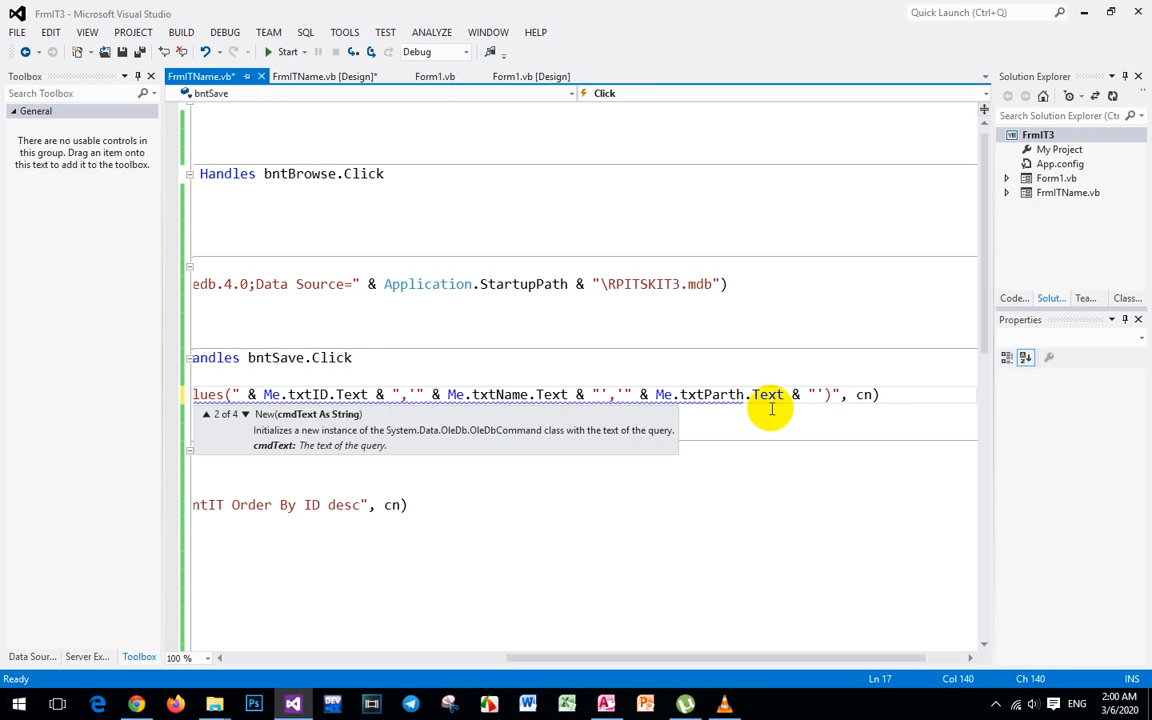 FrmIT3 - Microsoft Visual Studio
Quick Launch (Ctrl+Q)
FILE EDIT VIEW PROJECT BUILD DEBUG TEAM SQL TOOLS TEST ANALYZE WINDOW HELP
Start Debug
Toolbox
Search Toolbox
General
There are no usable controls in
this group. Drag an item onto
this text to add it to the toolbox.
Data Sour... Server Ex... Toolbox
FrmITName.vb* FrmITName.vb [Design]* Form1.vb Form1.vb [Design]
bntSave Click
Handles bntBrowse.Click
edb.4.0;Data Source=" & Application.StartupPath & "\RPITSKIT3.mdb")
andles bntSave.Click
lues(" & Me.txtID.Text & ",'" & Me.txtName.Text & "','" & Me.txtParth.Text & "')", cn)
2 of 4 New(cmdText As String)
Initializes a new instance of the System.Data.OleDb.OleDbCommand class with the text of the query.
cmdText: The text of the query.
ntIT Order By ID desc", cn)
100 %
Solution Explorer
Search Solution Explorer (Ctr
FrmIT3
My Project
App.config
Form1.vb
FrmITName.vb
Code... Solut... Tea... Class...
Properties
Ready Ln 17 Col 140 Ch 140 INS
ENG
2:00 AM
3/6/2020